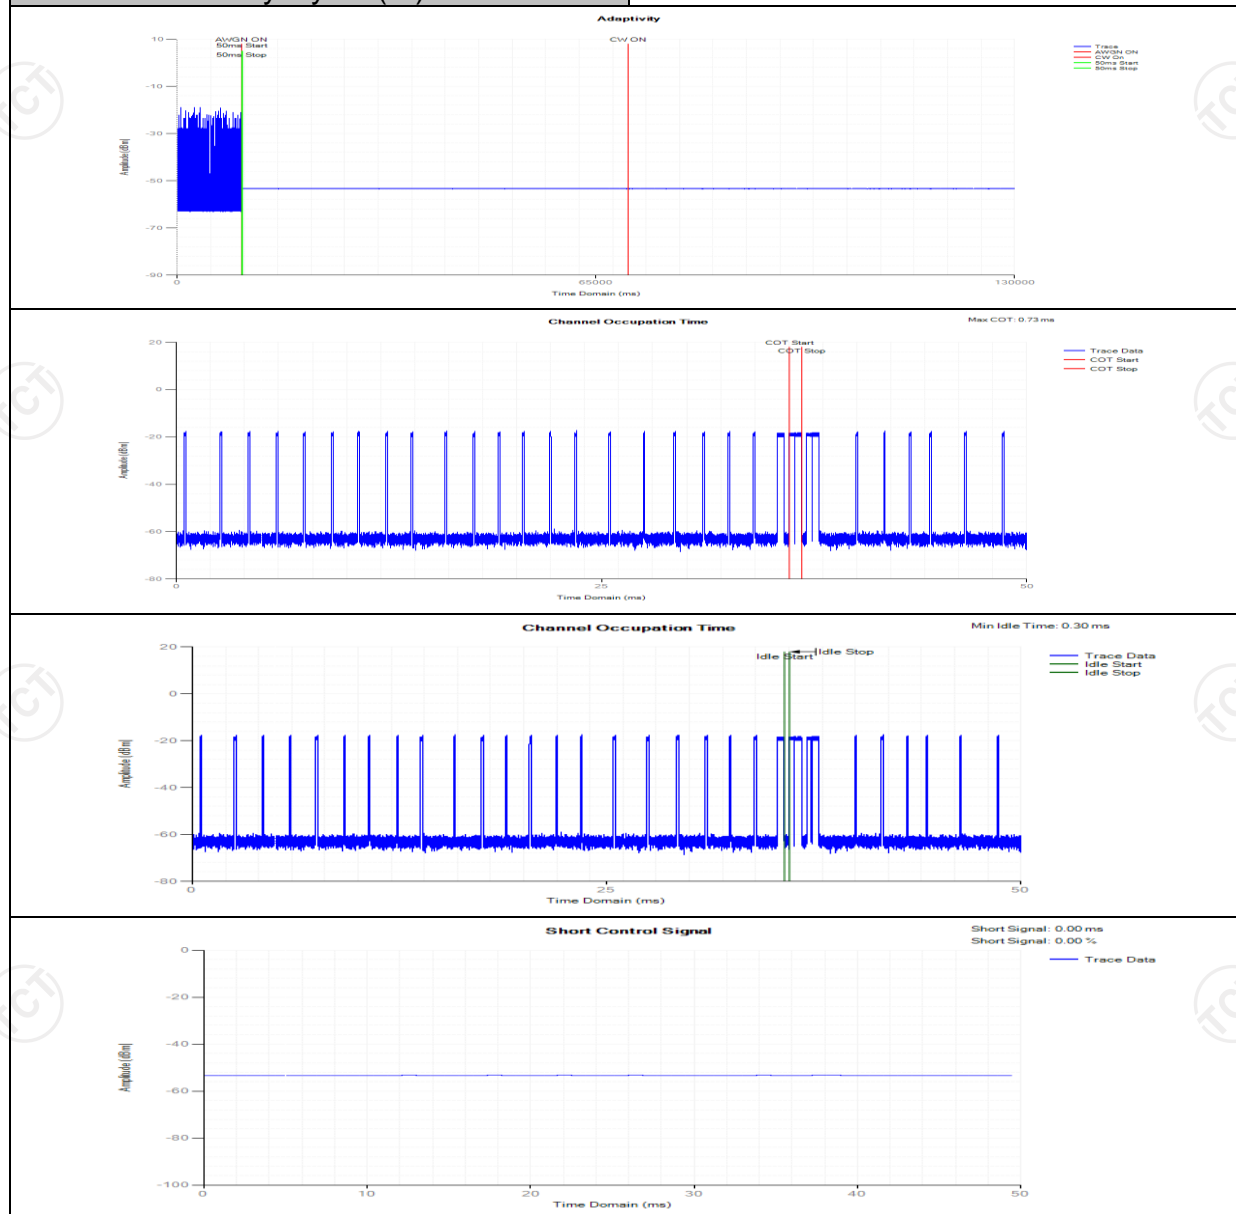 Adaptivity
AWGN ON
50ms Start
50ms Stop
CW ON
Trace
AWGN ON
CW On
50ms Start
50ms Stop
10
-10
-30
-50
-70
-90
Amplitude (dBm)
0
65000
130000
Time Domain (ms)
Channel Occupation Time
Max COT: 0.73 ms
COT Start
COT Stop
Trace Data
COT Start
COT Stop
20
0
-20
-40
-60
-80
Amplitude (dBm)
0
25
50
Time Domain (ms)
Channel Occupation Time
Min Idle Time: 0.30 ms
Idle Start
Idle Stop
Trace Data
Idle Start
Idle Stop
20
0
-20
-40
-60
-80
Amplitude (dBm)
0
25
50
Time Domain (ms)
Short Control Signal
Short Signal: 0.00 ms
Short Signal: 0.00 %
Trace Data
0
-20
-40
-60
-80
-100
Amplitude (dBm)
0
10
20
30
40
50
Time Domain (ms)
TCT
TCT
TCT
TCT